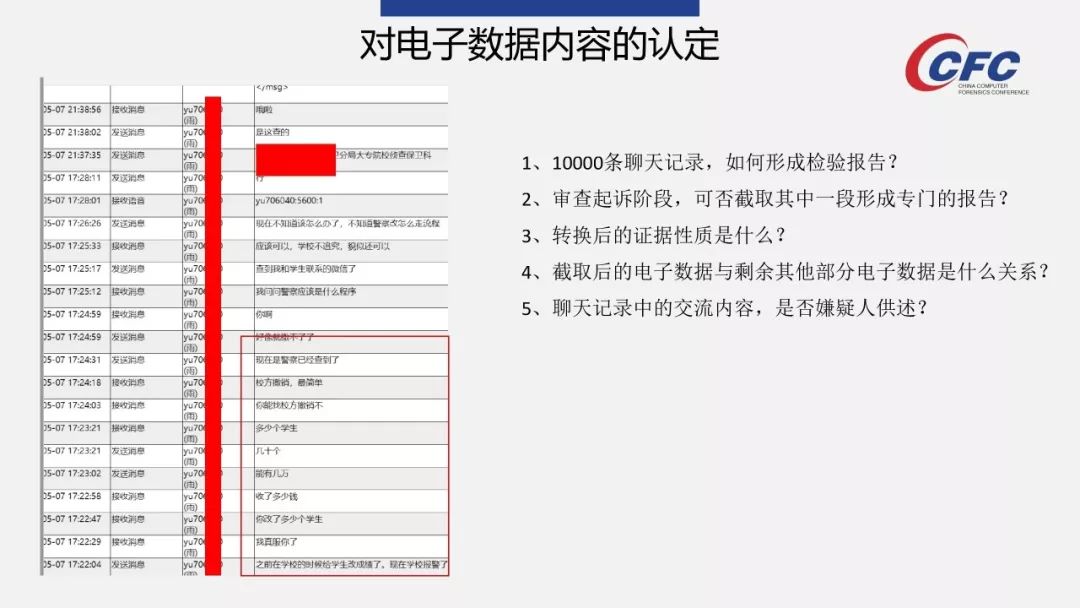 对电子数据内容的认定
CFC
CHINA COMPUTER
FORENSICS CONFERENCE
</msg>
05-07 21:38:56 接收消息 yu706 0 (雨) 哦啦
05-07 21:38:02 发送消息 yu706 0 (雨) 是这查的
05-07 21:37:35 发送消息 yu706 0 (雨) 分局大专院校侦查保卫科
05-07 17:28:11 发送消息 yu706 0 (雨) 行
05-07 17:28:01 接收语音 yu706 0 (雨) yu706040:5600:1
05-07 17:26:26 发送消息 yu706 0 (雨) 现在不知道该怎么办了，不知道警察改怎么走流程
05-07 17:25:33 接收消息 yu706 0 (雨) 应该可以，学校不追究，貌似还可以
05-07 17:25:17 发送消息 yu706 0 (雨) 查到我和学生联系的微信了
05-07 17:25:12 接收消息 yu706 0 (雨) 我问问警察应该是什么程序
05-07 17:24:59 接收消息 yu706 0 (雨) 你啊
05-07 17:24:59 发送消息 yu706 0 (雨) 好像就撤不了了
05-07 17:24:31 发送消息 yu706 0 (雨) 现在是警察已经查到了
05-07 17:24:18 接收消息 yu706 0 (雨) 校方撤销，最简单
05-07 17:24:03 接收消息 yu706 0 (雨) 你能找校方撤销不
05-07 17:23:21 接收消息 yu706 0 (雨) 多少个学生
05-07 17:23:21 发送消息 yu706 0 (雨) 几十个
05-07 17:23:02 发送消息 yu706 0 (雨) 能有几万
05-07 17:22:58 接收消息 yu706 0 (雨) 收了多少钱
05-07 17:22:47 接收消息 yu706 0 (雨) 你改了多少个学生
05-07 17:22:29 接收消息 yu706 0 (雨) 我真服你了
05-07 17:22:04 发送消息 yu706 0 (雨) 之前在学校的时候给学生改成绩了。现在学校报警了
1、10000条聊天记录，如何形成检验报告？
2、审查起诉阶段，可否截取其中一段形成专门的报告？
3、转换后的证据性质是什么？
4、截取后的电子数据与剩余其他部分电子数据是什么关系？
5、聊天记录中的交流内容，是否嫌疑人供述？